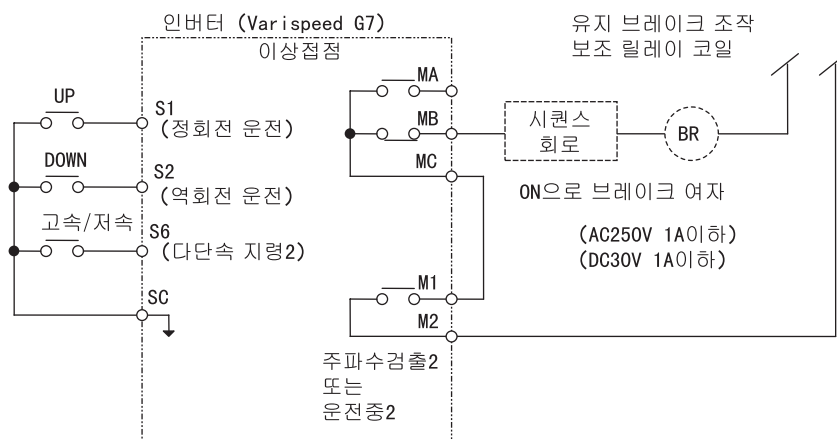 인버터 (Varispeed G7)
이상접점
유지 브레이크 조작
보조 릴레이 코일
UP
S1
(정회전 운전)
DOWN
S2
(역회전 운전)
고속/저속
S6
(다단속 지령2)
SC
MA
MB
MC
시퀀스
회로
BR
ON으로 브레이크 여자
(AC250V 1A이하)
(DC30V 1A이하)
M1
M2
주파수검출2
또는
운전중2